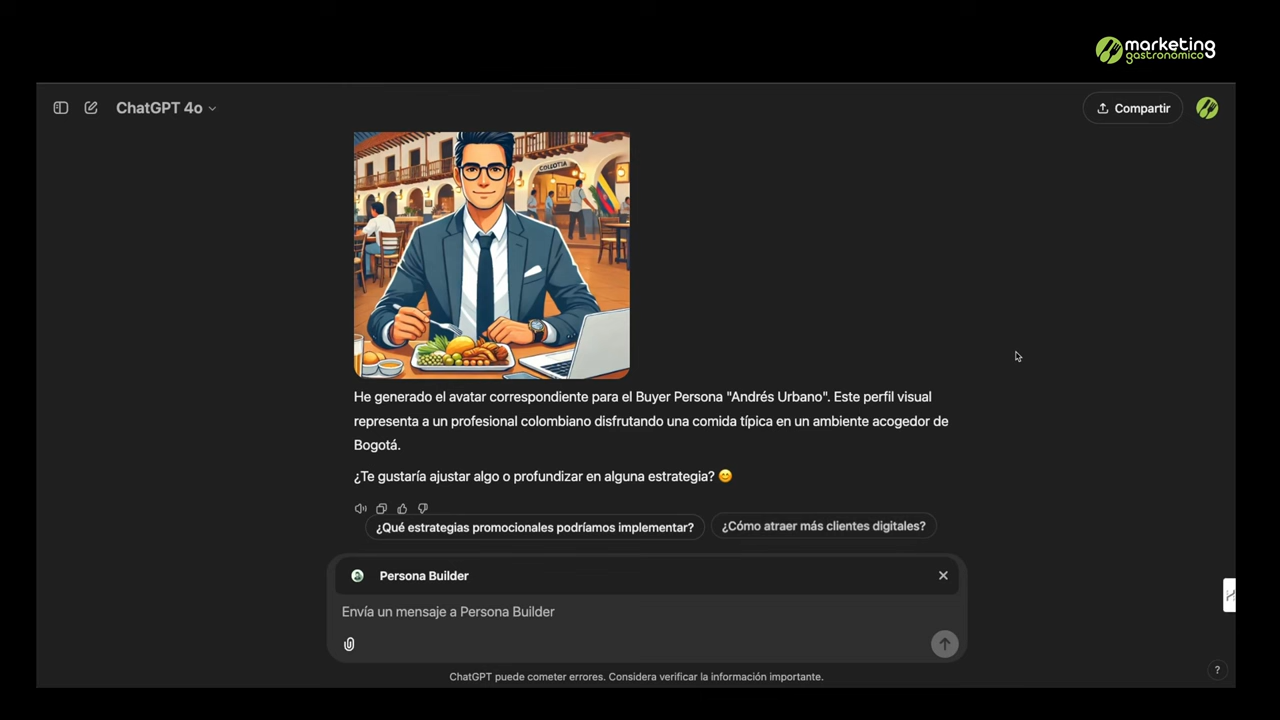 marketing
gastronomico
ChatGPT 4o
Compartir
COLLOTIA
He generado el avatar correspondiente para el Buyer Persona "Andrés Urbano". Este perfil visual
representa a un profesional colombiano disfrutando una comida típica en un ambiente acogedor de
Bogotá.
¿Te gustaría ajustar algo o profundizar en alguna estrategia? 😊
¿Qué estrategias promocionales podríamos implementar?
¿Cómo atraer más clientes digitales?
Persona Builder
Envía un mensaje a Persona Builder
ChatGPT puede cometer errores. Considera verificar la información importante.
?